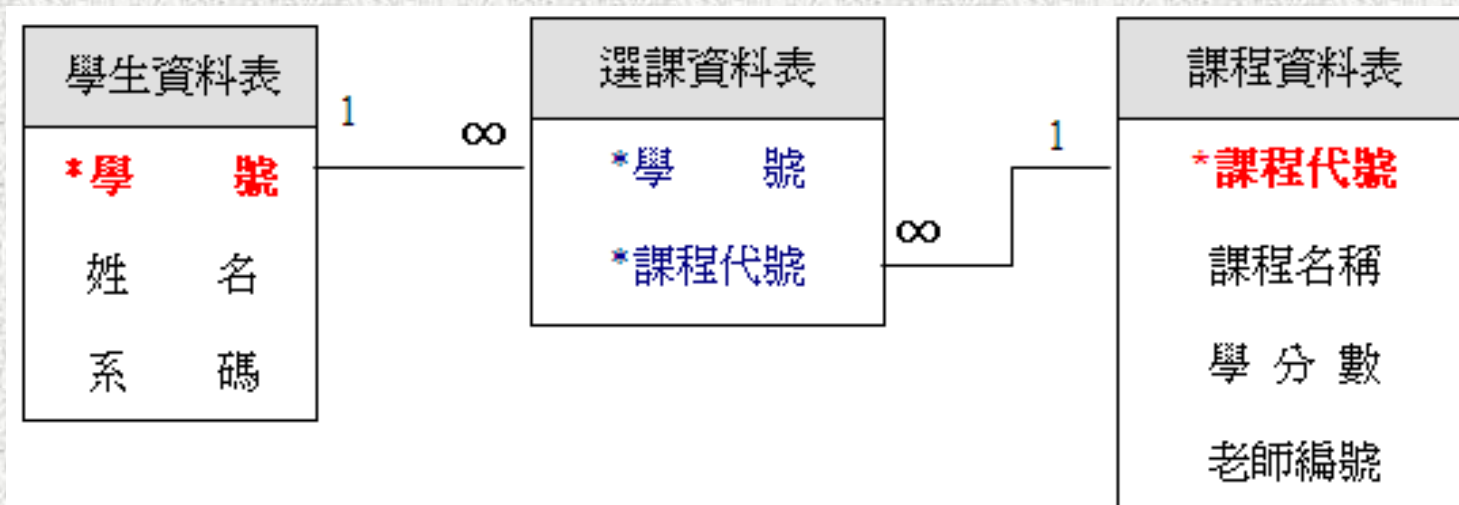 學生資料表
*學 號
姓 名
系 碼
1
∞
選課資料表
*學 號
*課程代號
∞
1
課程資料表
*課程代號
課程名稱
學 分 數
老師編號